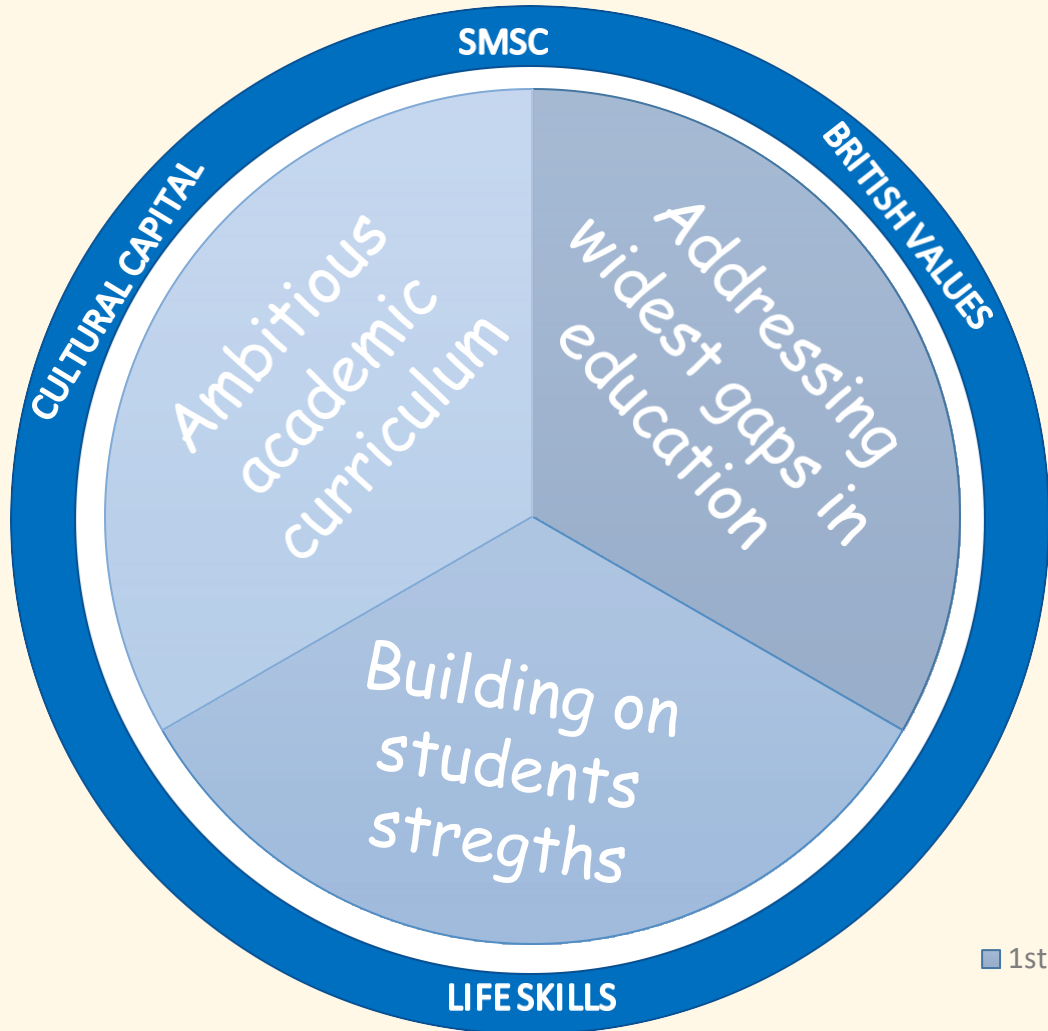 SMSC
CULTURAL CAPITAL
BRITISH VALUES
Ambitious
academic
curriculum
Addressing
widest gaps in
education
Building on
students
stregths
LIFE SKILLS
1st